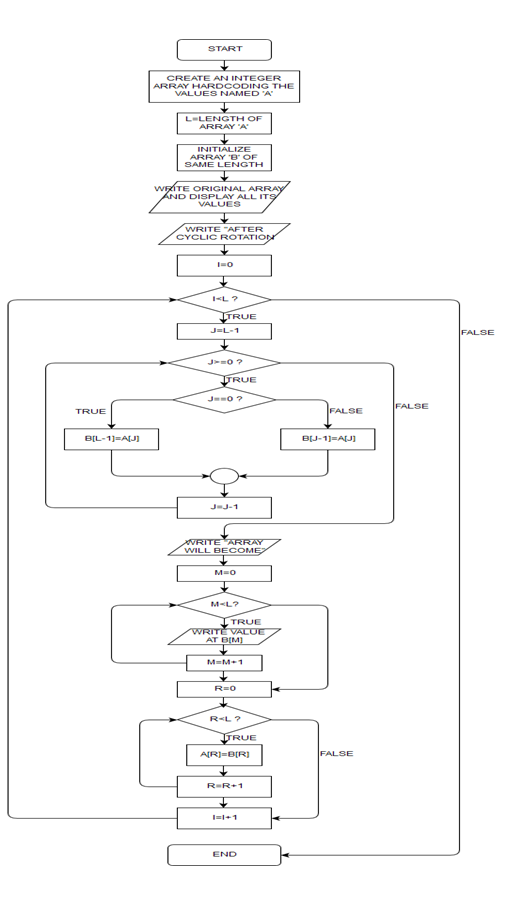 START
CREATE AN INTEGER
ARRAY HARDCODING THE
VALUES NAMED 'A'
L=LENGTH OF
ARRAY 'A'
INITIALIZE
ARRAY 'B' OF
SAME LENGTH
WRITE ORIGINAL ARRAY
AND DISPLAY ALL ITS
VALUES
WRITE "AFTER
CYCLIC ROTATION
I=0
I<L ?
TRUE
FALSE
J=L-1
J>=0 ?
TRUE
FALSE
J==0 ?
TRUE
FALSE
B[L-1]=A[J]
B[J-1]=A[J]
J=J-1
WRITE "ARRAY
WILL BECOME"
M=0
M<L?
TRUE
WRITE VALUE
AT B[M]
M=M+1
R=0
R<L ?
TRUE
FALSE
A[R]=B[R]
R=R+1
I=I+1
END